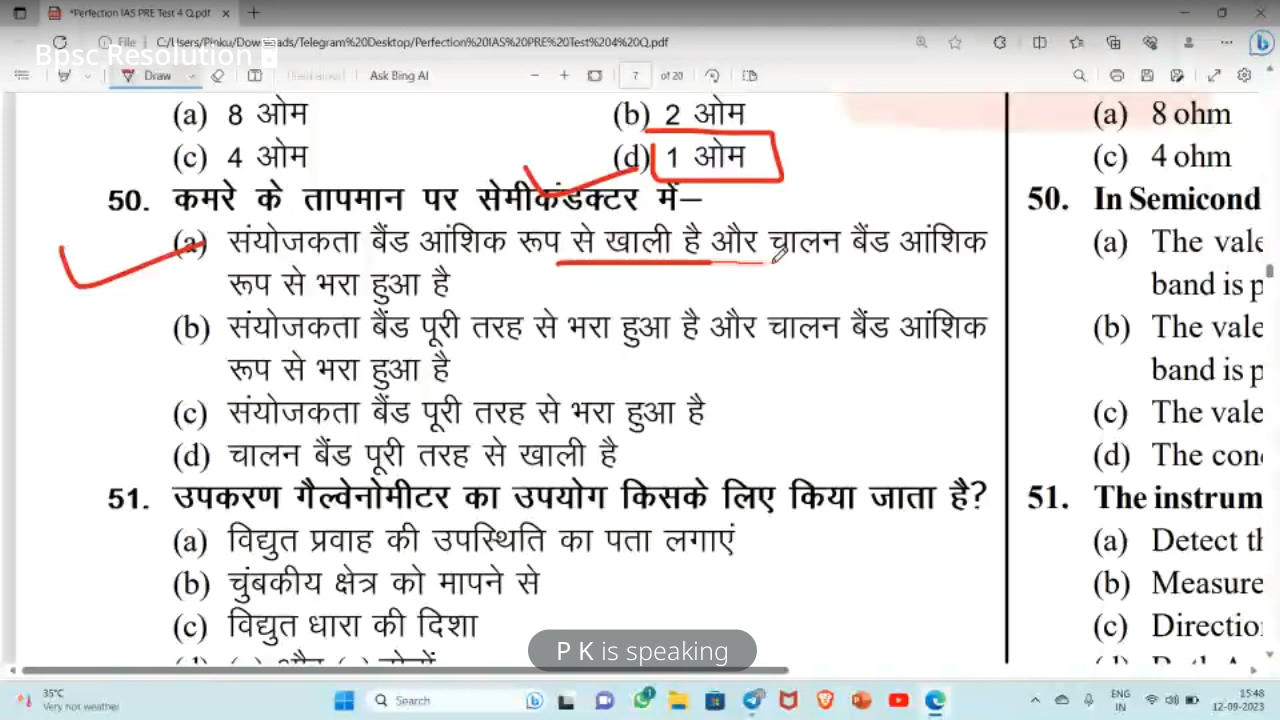 *Perfection IAS PRE Test 4 Q.pdf
File C:/Users/Pinku/Downloads/Telegram%20Desktop/Perfection%20IAS%20PRE%20Test%204%20Q.pdf
Bpsc Resolution
Draw
Read aloud
Ask Bing AI
7 of 20
(a) 8 ओम (b) 2 ओम
(c) 4 ओम (d) 1 ओम
50. कमरे के तापमान पर सेमीकंडक्टर में–
(a) संयोजकता बैंड आंशिक रूप से खाली है और चालन बैंड आंशिक
रूप से भरा हुआ है
(b) संयोजकता बैंड पूरी तरह से भरा हुआ है और चालन बैंड आंशिक
रूप से भरा हुआ है
(c) संयोजकता बैंड पूरी तरह से भरा हुआ है
(d) चालन बैंड पूरी तरह से खाली है
51. उपकरण गैल्वेनोमीटर का उपयोग किसके लिए किया जाता है?
(a) विद्युत प्रवाह की उपस्थिति का पता लगाएं
(b) चुंबकीय क्षेत्र को मापने से
(c) विद्युत धारा की दिशा
(a) 8 ohm
(c) 4 ohm
50. In Semicond
(a) The vale
band is p
(b) The vale
band is p
(c) The vale
(d) The con
51. The instrum
(a) Detect th
(b) Measure
(c) Directio
P K is speaking
35°C
Very hot weather
Search
ENG
IN
15:48
12-09-2023